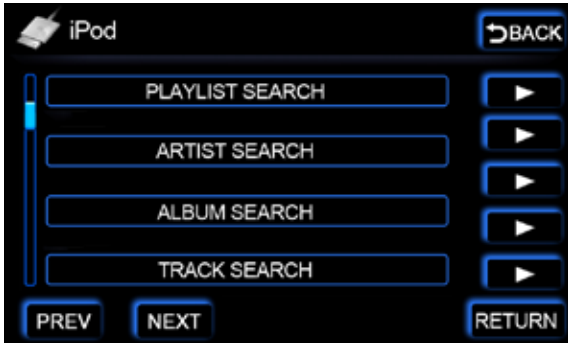 iPod
BACK
PLAYLIST SEARCH
ARTIST SEARCH
ALBUM SEARCH
TRACK SEARCH
PREV
NEXT
RETURN